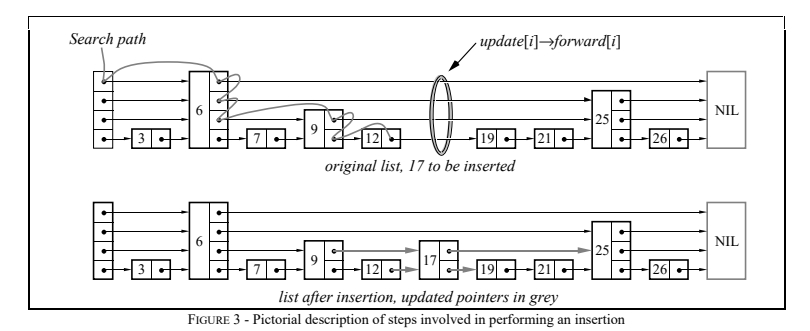 Search path
update[i]→forward[i]
6
NIL
25
9
3 7 12 19 21 26
original list, 17 to be inserted
6
NIL
25
9 17
3 7 12 19 21 26
list after insertion, updated pointers in grey
FIGURE 3 - Pictorial description of steps involved in performing an insertion